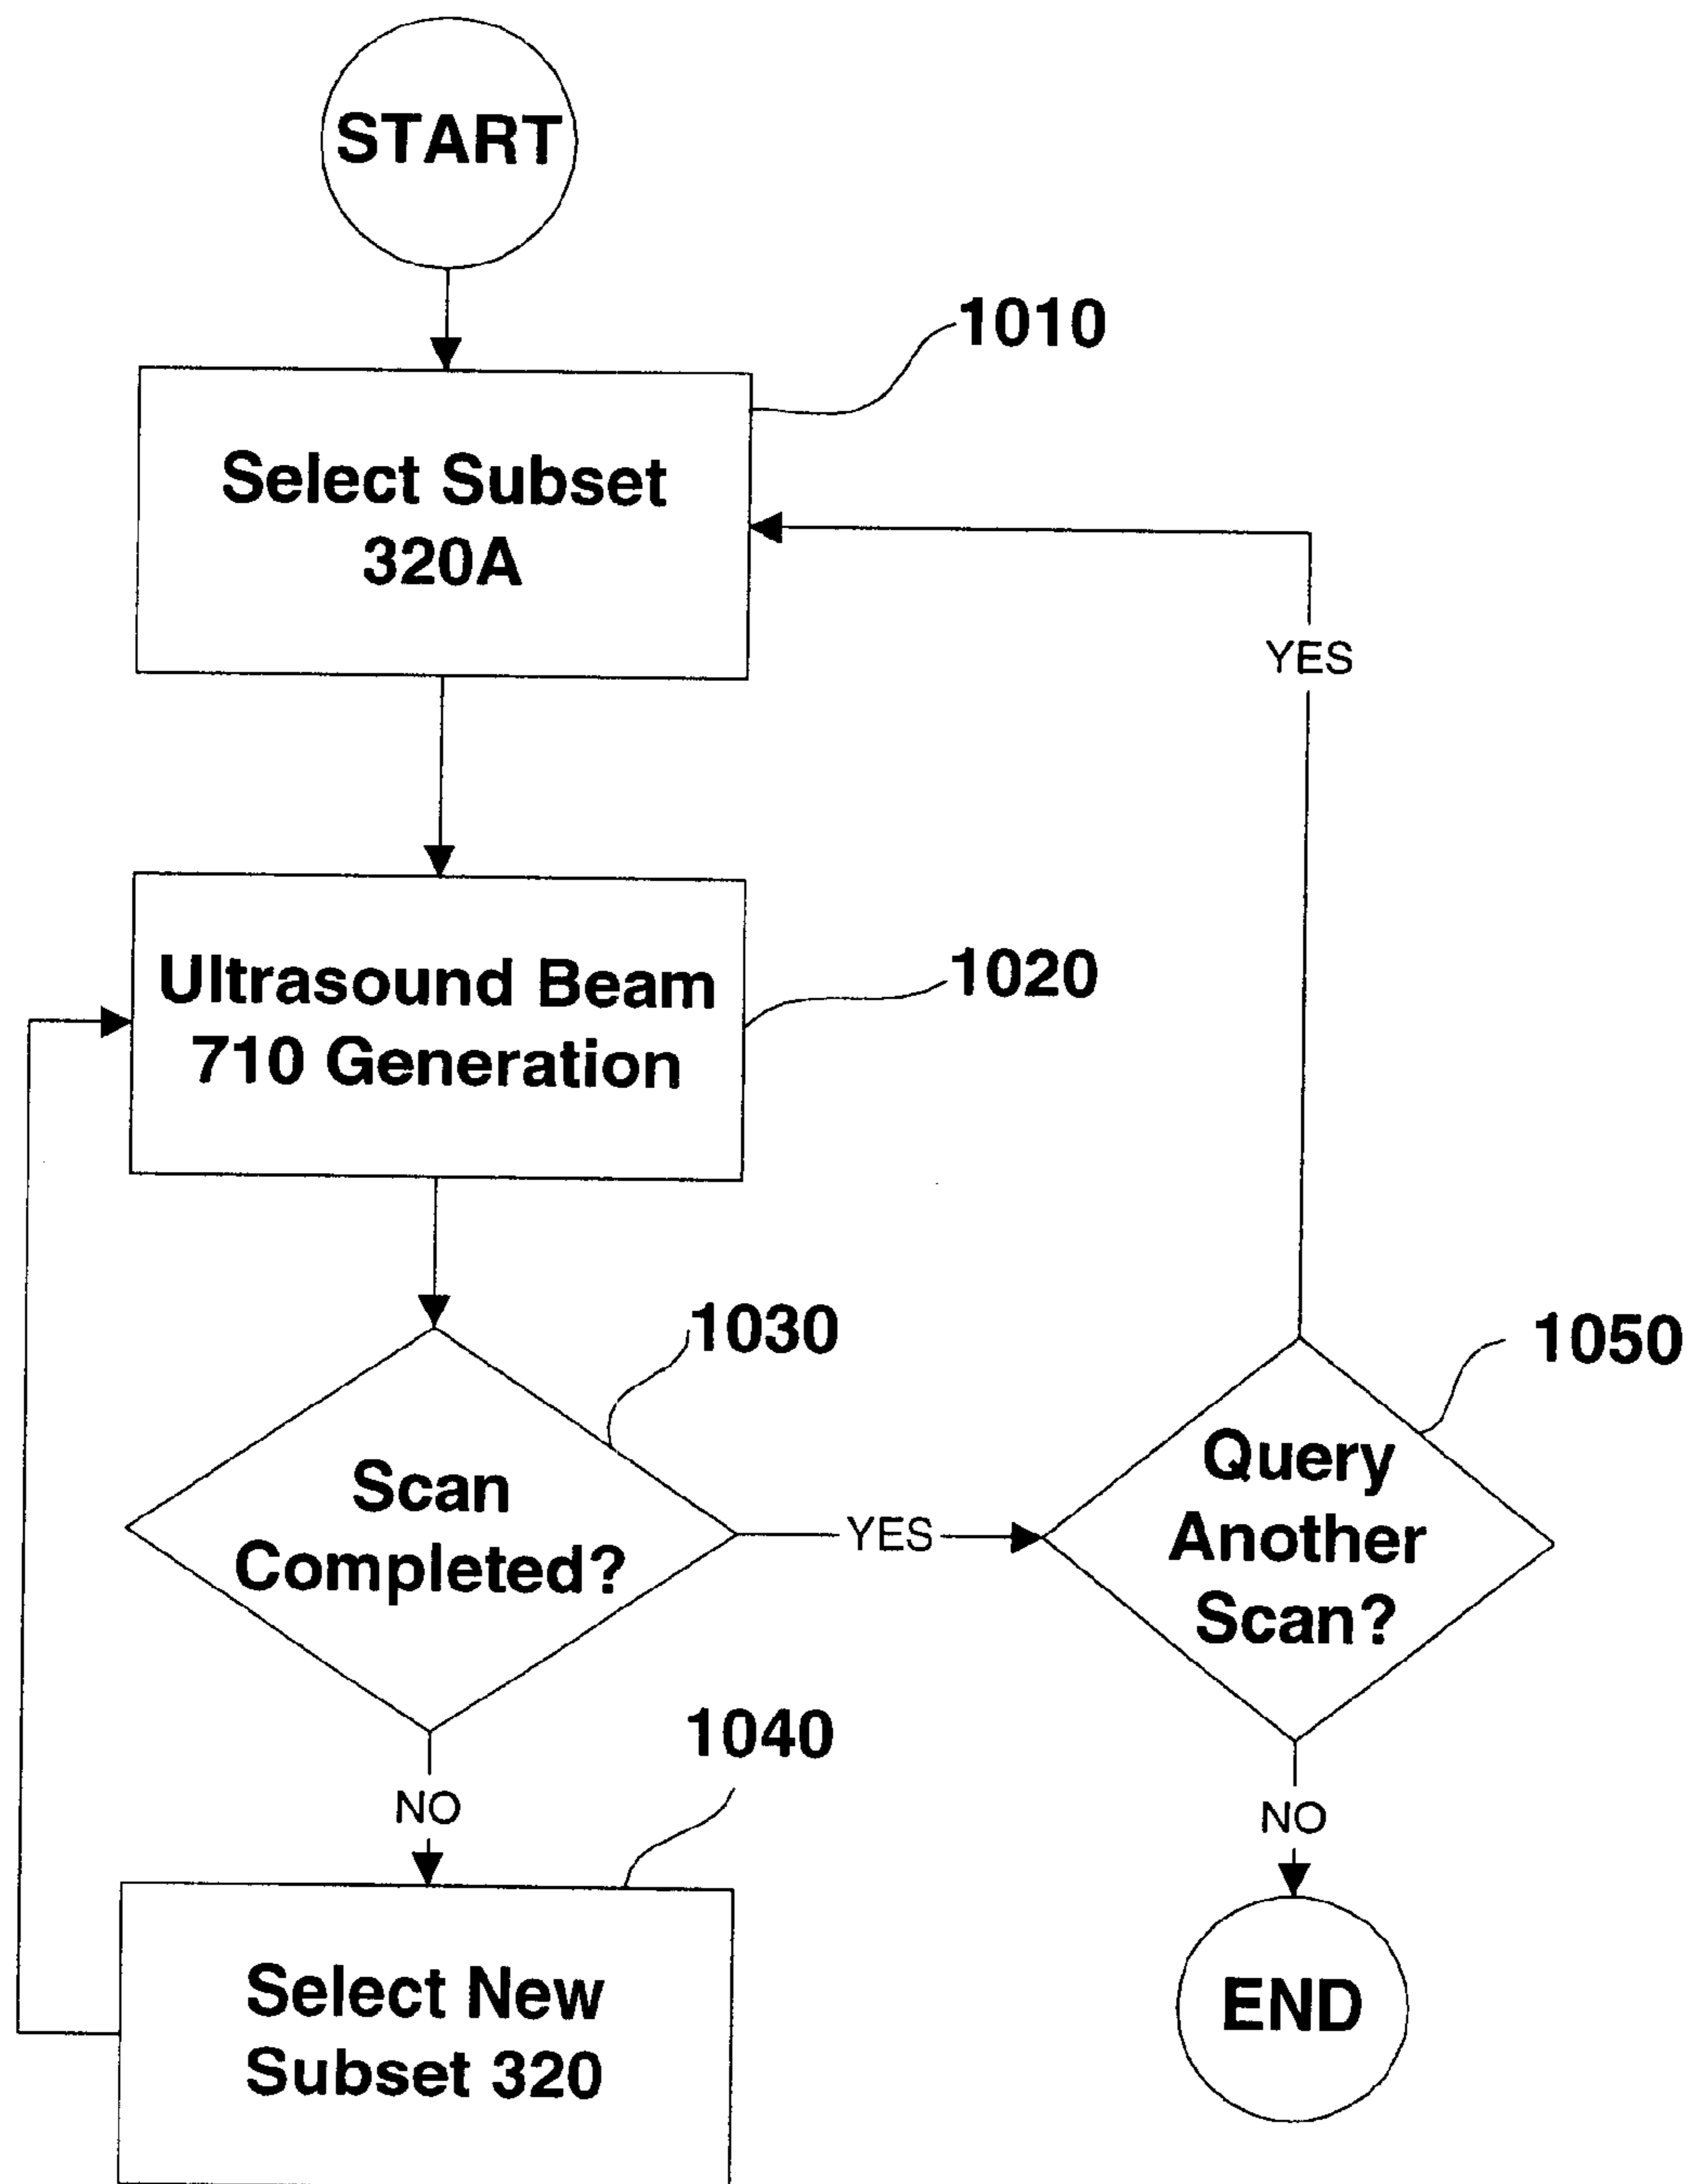 START
1010
Select Subset
320A
YES
Ultrasound Beam
710 Generation
1020
1030
Scan
Completed?
YES
1050
Query
Another
Scan?
NO
1040
Select New
Subset 320
NO
END